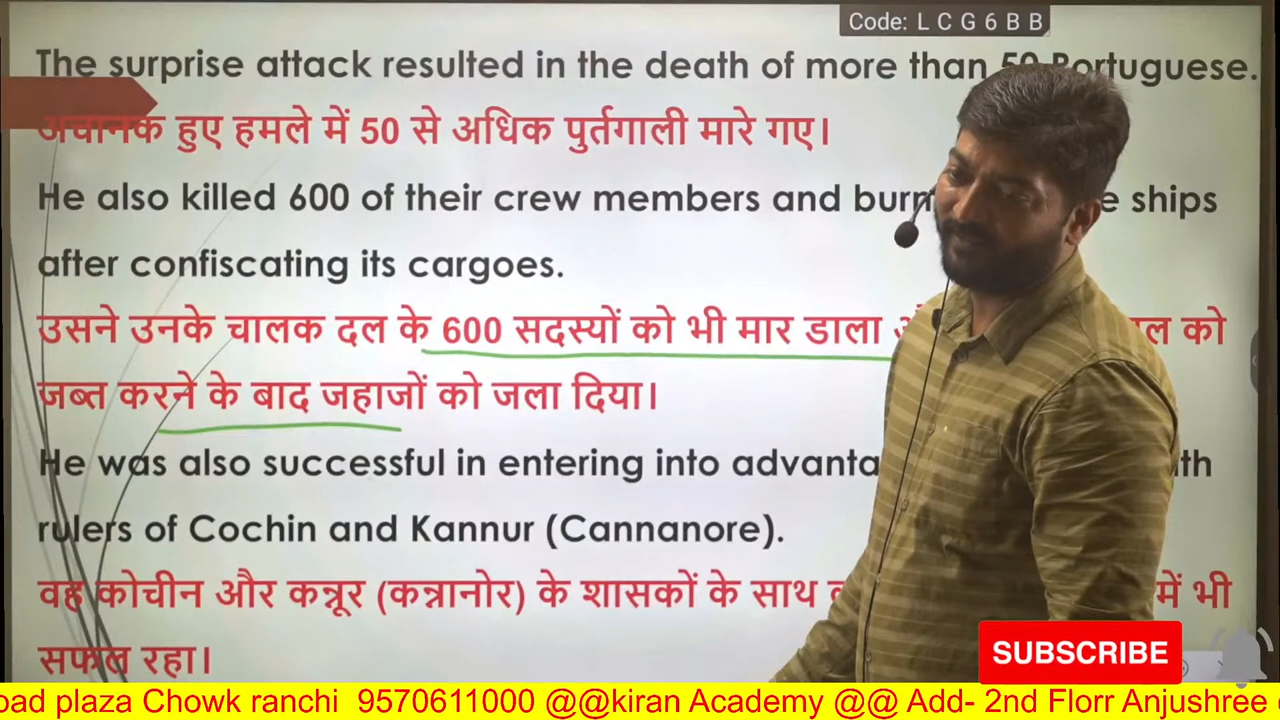 Code: L C G 6 B B
The surprise attack resulted in the death of more than 50 Portuguese.
अचानक हुए हमले में 50 से अधिक पुर्तगाली मारे गए।
He also killed 600 of their crew members and ships
after confiscating its cargoes.
उसने उनके चालक दल के 600 सदस्यों को भी मार डाला को
जब्त करने के बाद जहाजों को जला दिया।
He was also successful in entering into
rulers of Cochin and Kannur (Cannanore).
वह कोचीन और कन्नूर (कन्नानोर) के शासकों के साथ में भी
सफल रहा।
SUBSCRIBE
plaza Chowk ranchi 9570611000 @@kiran Academy @@ Add- 2nd Florr Anjushree